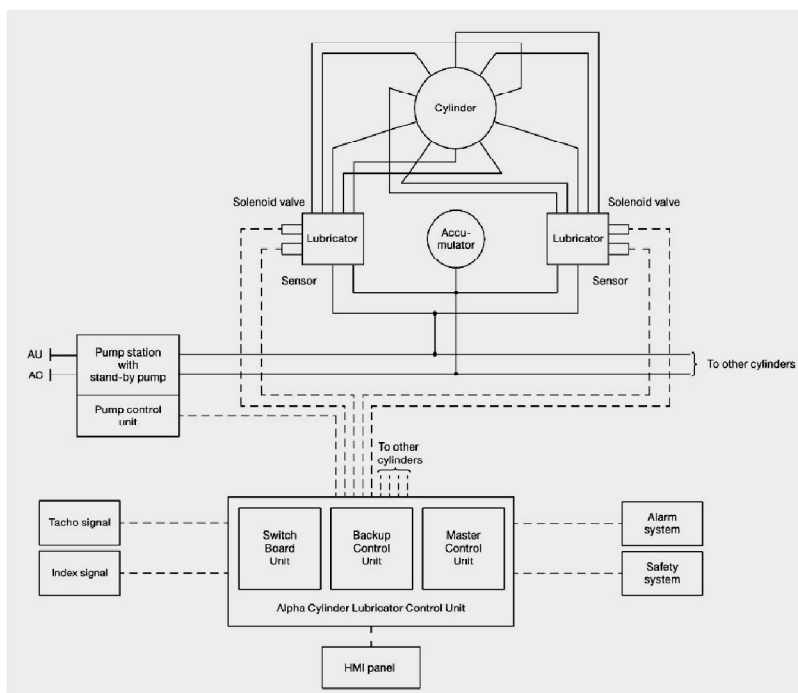 Cylinder
Solenoid valve
Solenoid valve
Lubricator
Accu-
mulator
Lubricator
Sensor
Sensor
AU
AC
Pump station
with
stand-by pump
Pump control
unit
To other cylinders
To other
cylinders
Tacho signal
Index signal
Switch
Board
Unit
Backup
Control
Unit
Master
Control
Unit
Alarm
system
Safety
system
Alpha Cylinder Lubricator Control Unit
HMI panel